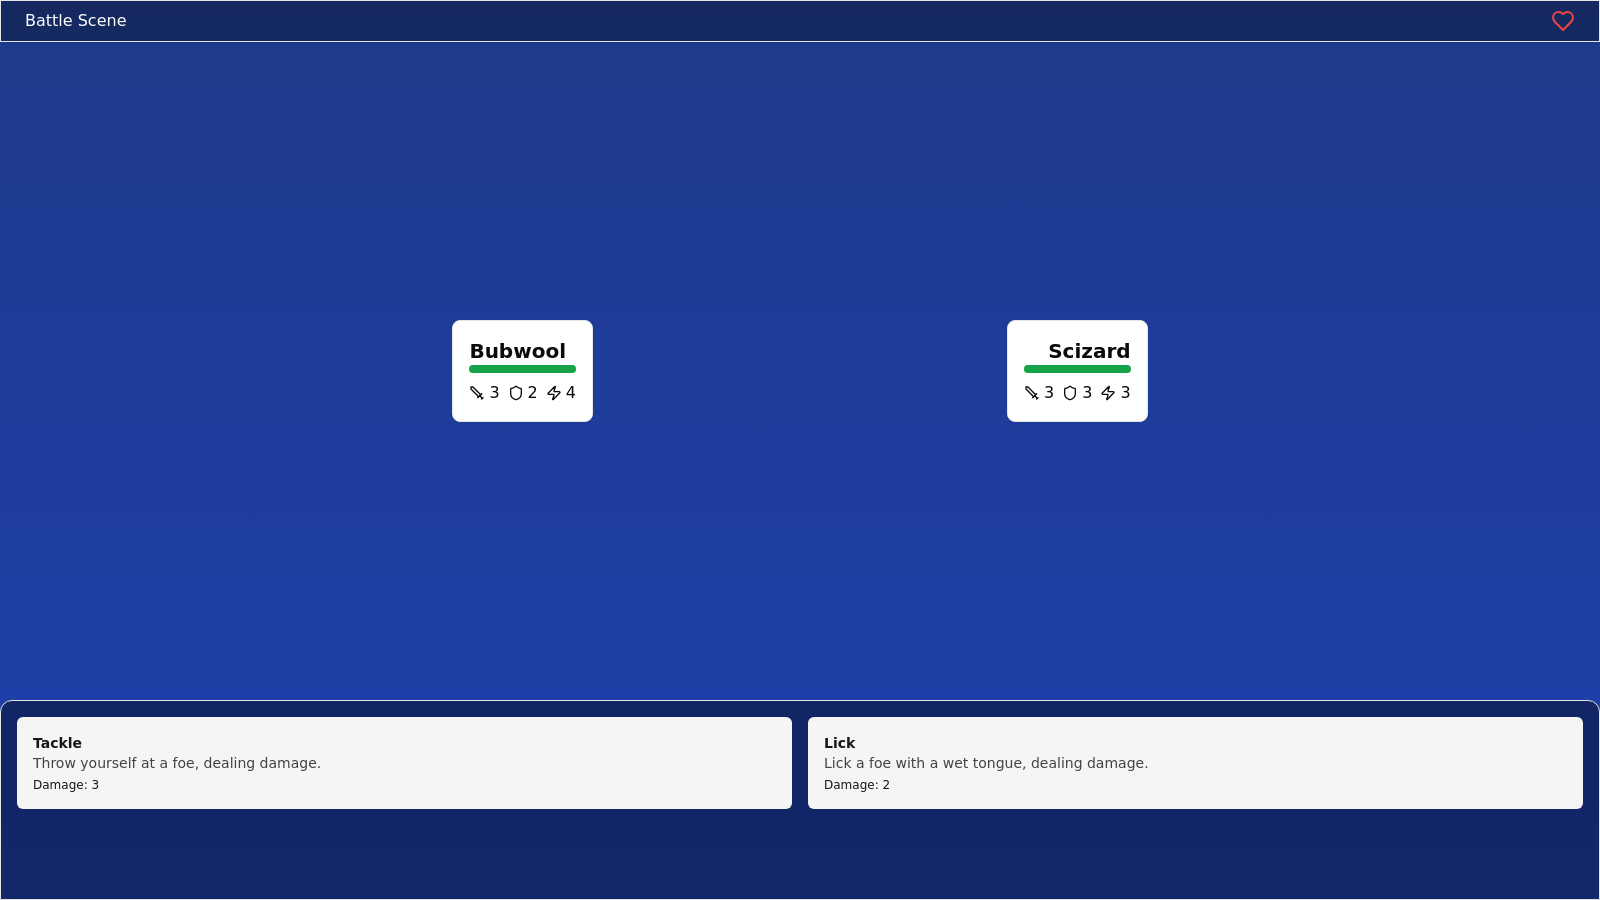 Battle Scene
Bubwool
3 2 4
Scizard
3 3 3
Tackle
Throw yourself at a foe, dealing damage.
Damage: 3
Lick
Lick a foe with a wet tongue, dealing damage.
Damage: 2